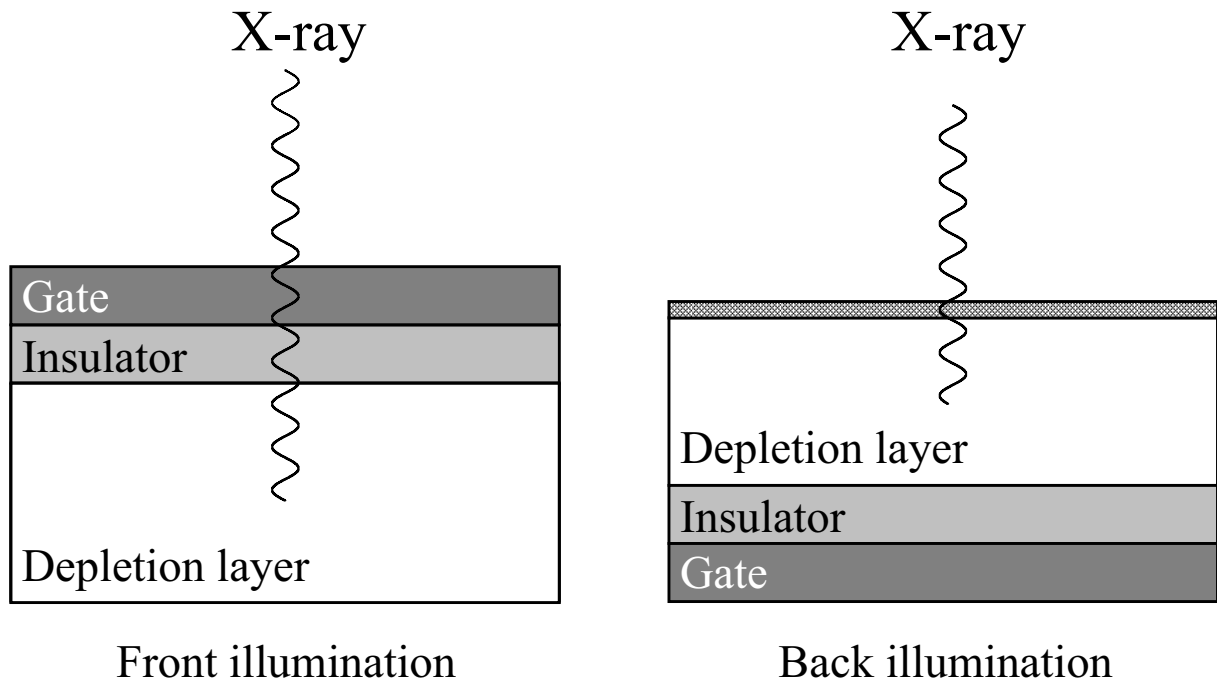 X-ray
Gate
Insulator
Depletion layer
Front illumination
X-ray
Depletion layer
Insulator
Gate
Back illumination